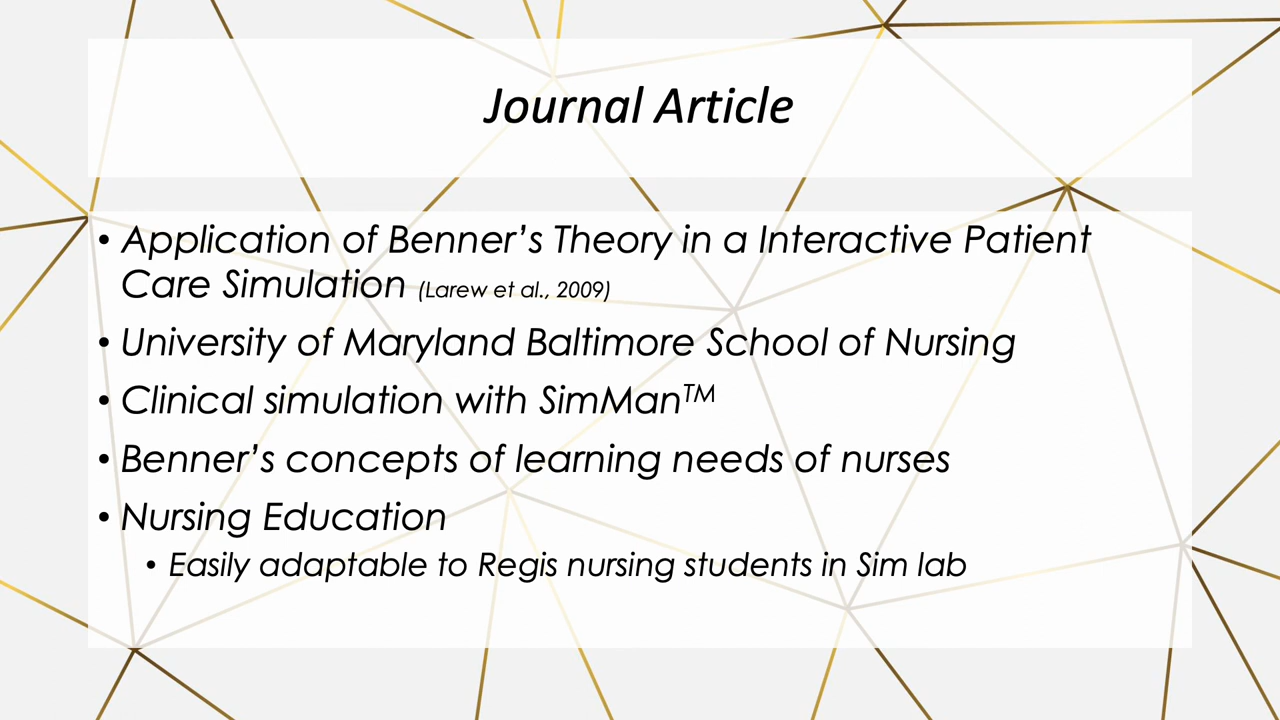 Journal Article
• Application of Benner’s Theory in a Interactive Patient
Care Simulation (Larew et al., 2009)
• University of Maryland Baltimore School of Nursing
• Clinical simulation with SimMan™
• Benner’s concepts of learning needs of nurses
• Nursing Education
• Easily adaptable to Regis nursing students in Sim lab